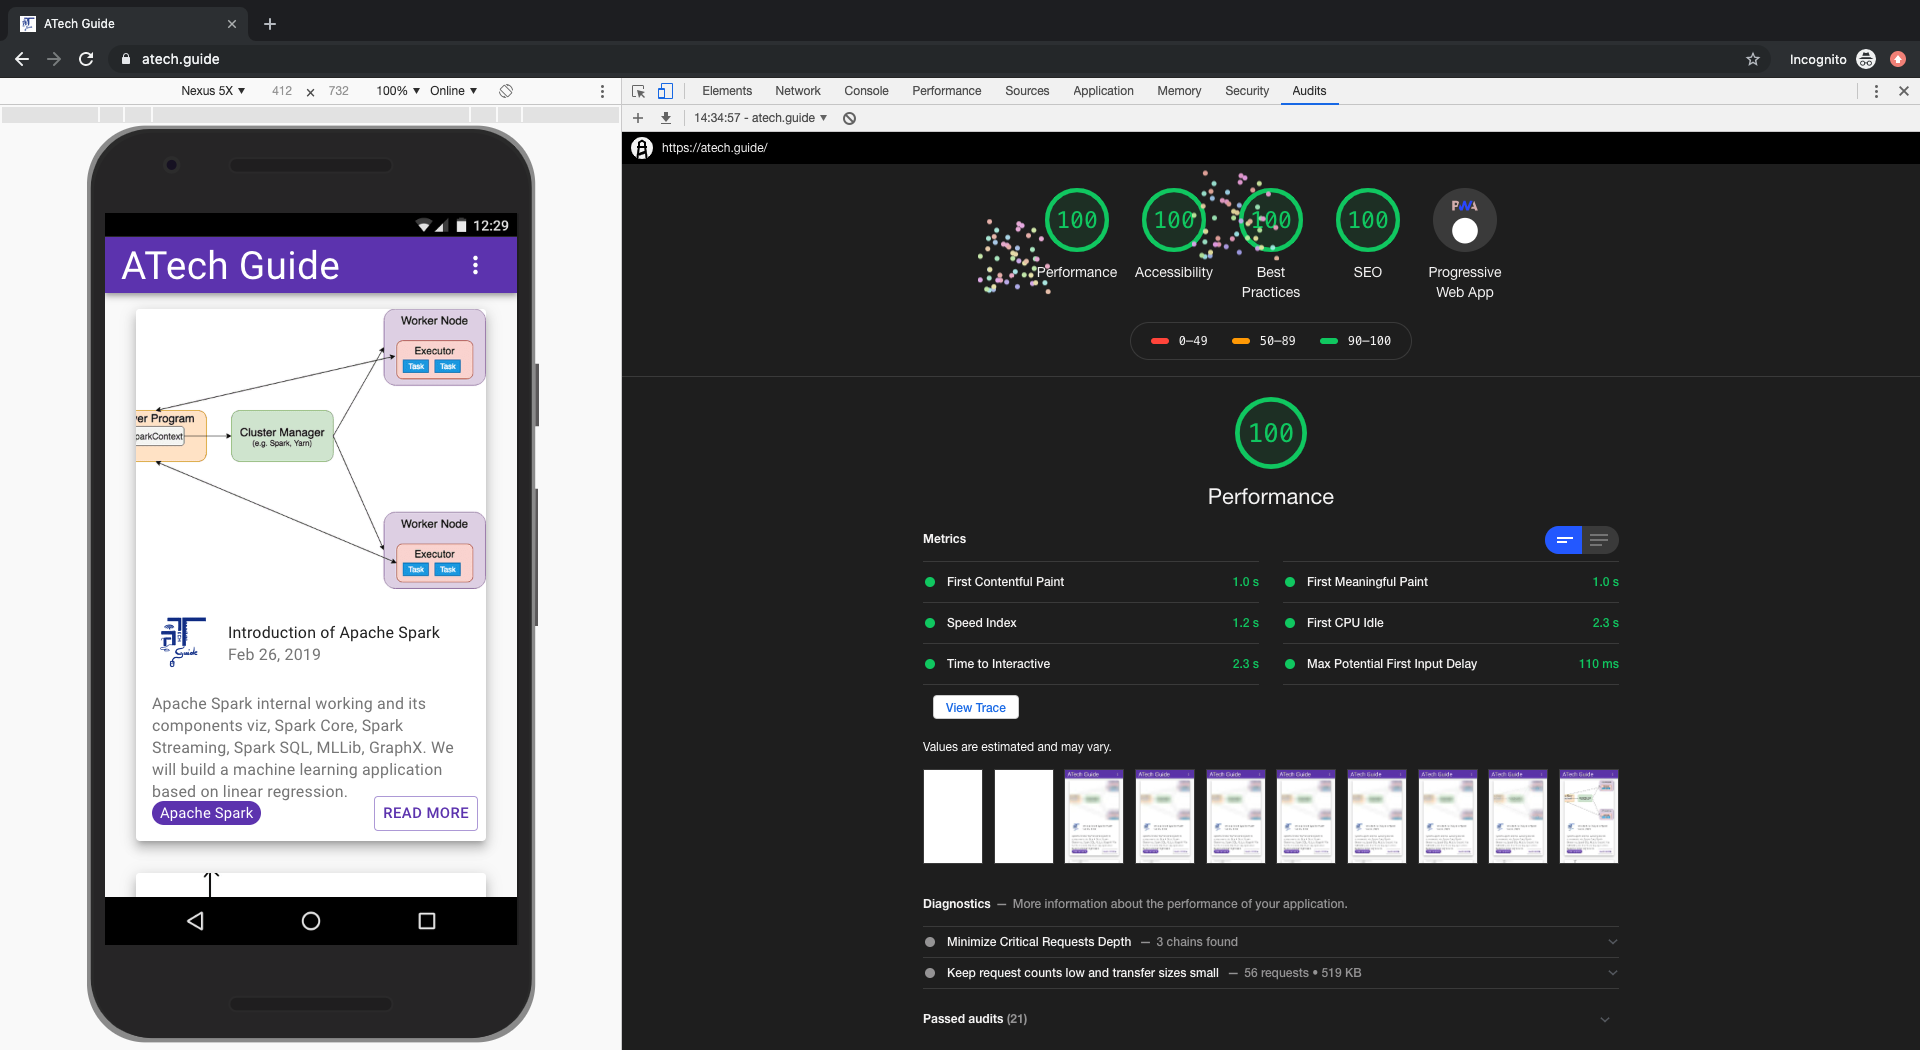 ATech Guide
atech.guide
Incognito
Nexus 5X 412 x 732 100% Online
Elements Network Console Performance Sources Application Memory Security Audits
14:34:57 - atech.guide
https://atech.guide/
12:29
ATech Guide
Worker Node
Executor
Task Task
ver Program
parkContext
Cluster Manager
(e.g. Spark, Yarn)
Worker Node
Executor
Task Task
Introduction of Apache Spark
Feb 26, 2019
Apache Spark internal working and its
components viz, Spark Core, Spark
Streaming, Spark SQL, MLLib, GraphX. We
will build a machine learning application
based on linear regression.
Apache Spark
READ MORE
100 100 100 100 PWA
Performance Accessibility Best Practices SEO Progressive Web App
0–49 50–89 90–100
100
Performance
Metrics
First Contentful Paint 1.0 s
First Meaningful Paint 1.0 s
Speed Index 1.2 s
First CPU Idle 2.3 s
Time to Interactive 2.3 s
Max Potential First Input Delay 110 ms
View Trace
Values are estimated and may vary.
Diagnostics — More information about the performance of your application.
Minimize Critical Requests Depth — 3 chains found
Keep request counts low and transfer sizes small — 56 requests • 519 KB
Passed audits (21)